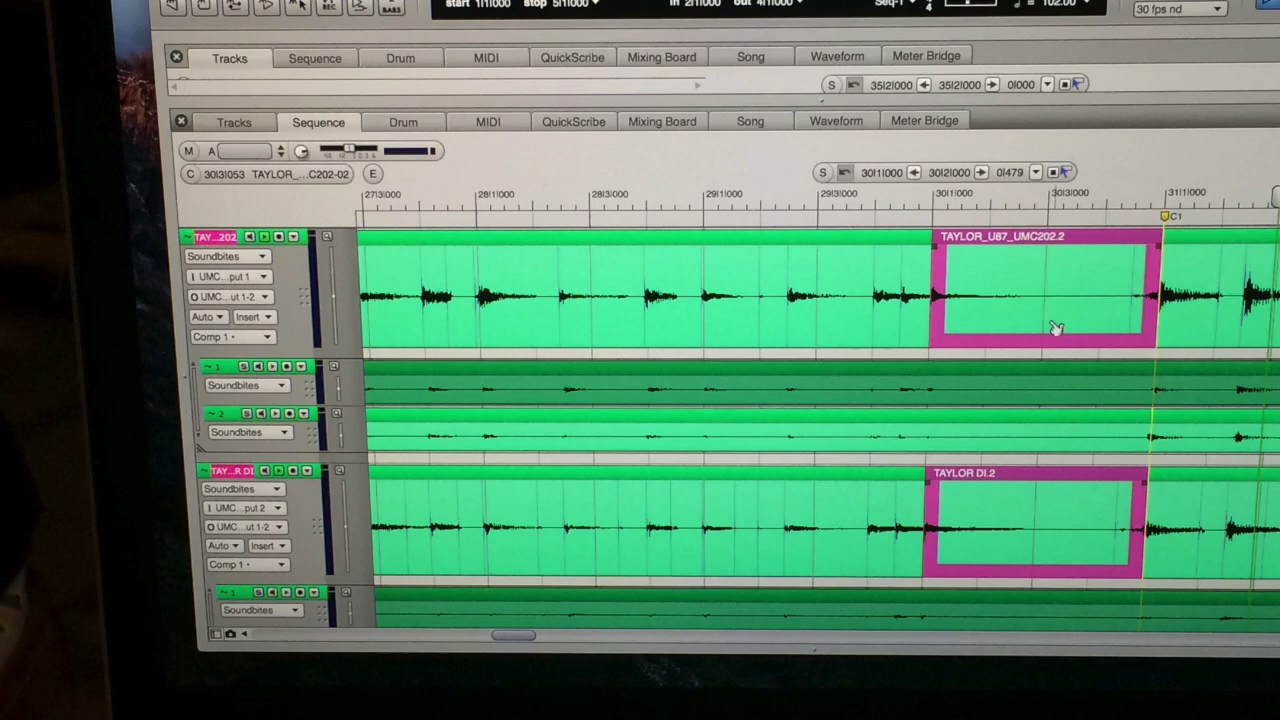 REC BARS start 1|1|000 stop 5|1|000 in 2|1|000 out 4|1|000 Seq-1 4 = 102.00 30 fps nd
Tracks Sequence Drum MIDI QuickScribe Mixing Board Song Waveform Meter Bridge
S 35|2|000 35|2|000 0|000
Tracks Sequence Drum MIDI QuickScribe Mixing Board Song Waveform Meter Bridge
M A
C 30|3|053 TAYLOR_...C202-02 E S 30|1|000 30|2|000 0|479
27|3|000 28|1|000 28|3|000 29|1|000 29|3|000 30|1|000 30|3|000 31|1|000
C1
TAY...202 TAYLOR_U87_UMC202.2
Soundbites
I UMC...put 1
O UMC...ut 1-2
Auto Insert
Comp 1
1 S
Soundbites
2 S
Soundbites
TAY...R DI TAYLOR DI.2
Soundbites
I UMC...put 2
O UMC...ut 1-2
Auto Insert
Comp 1
1 S
Soundbites